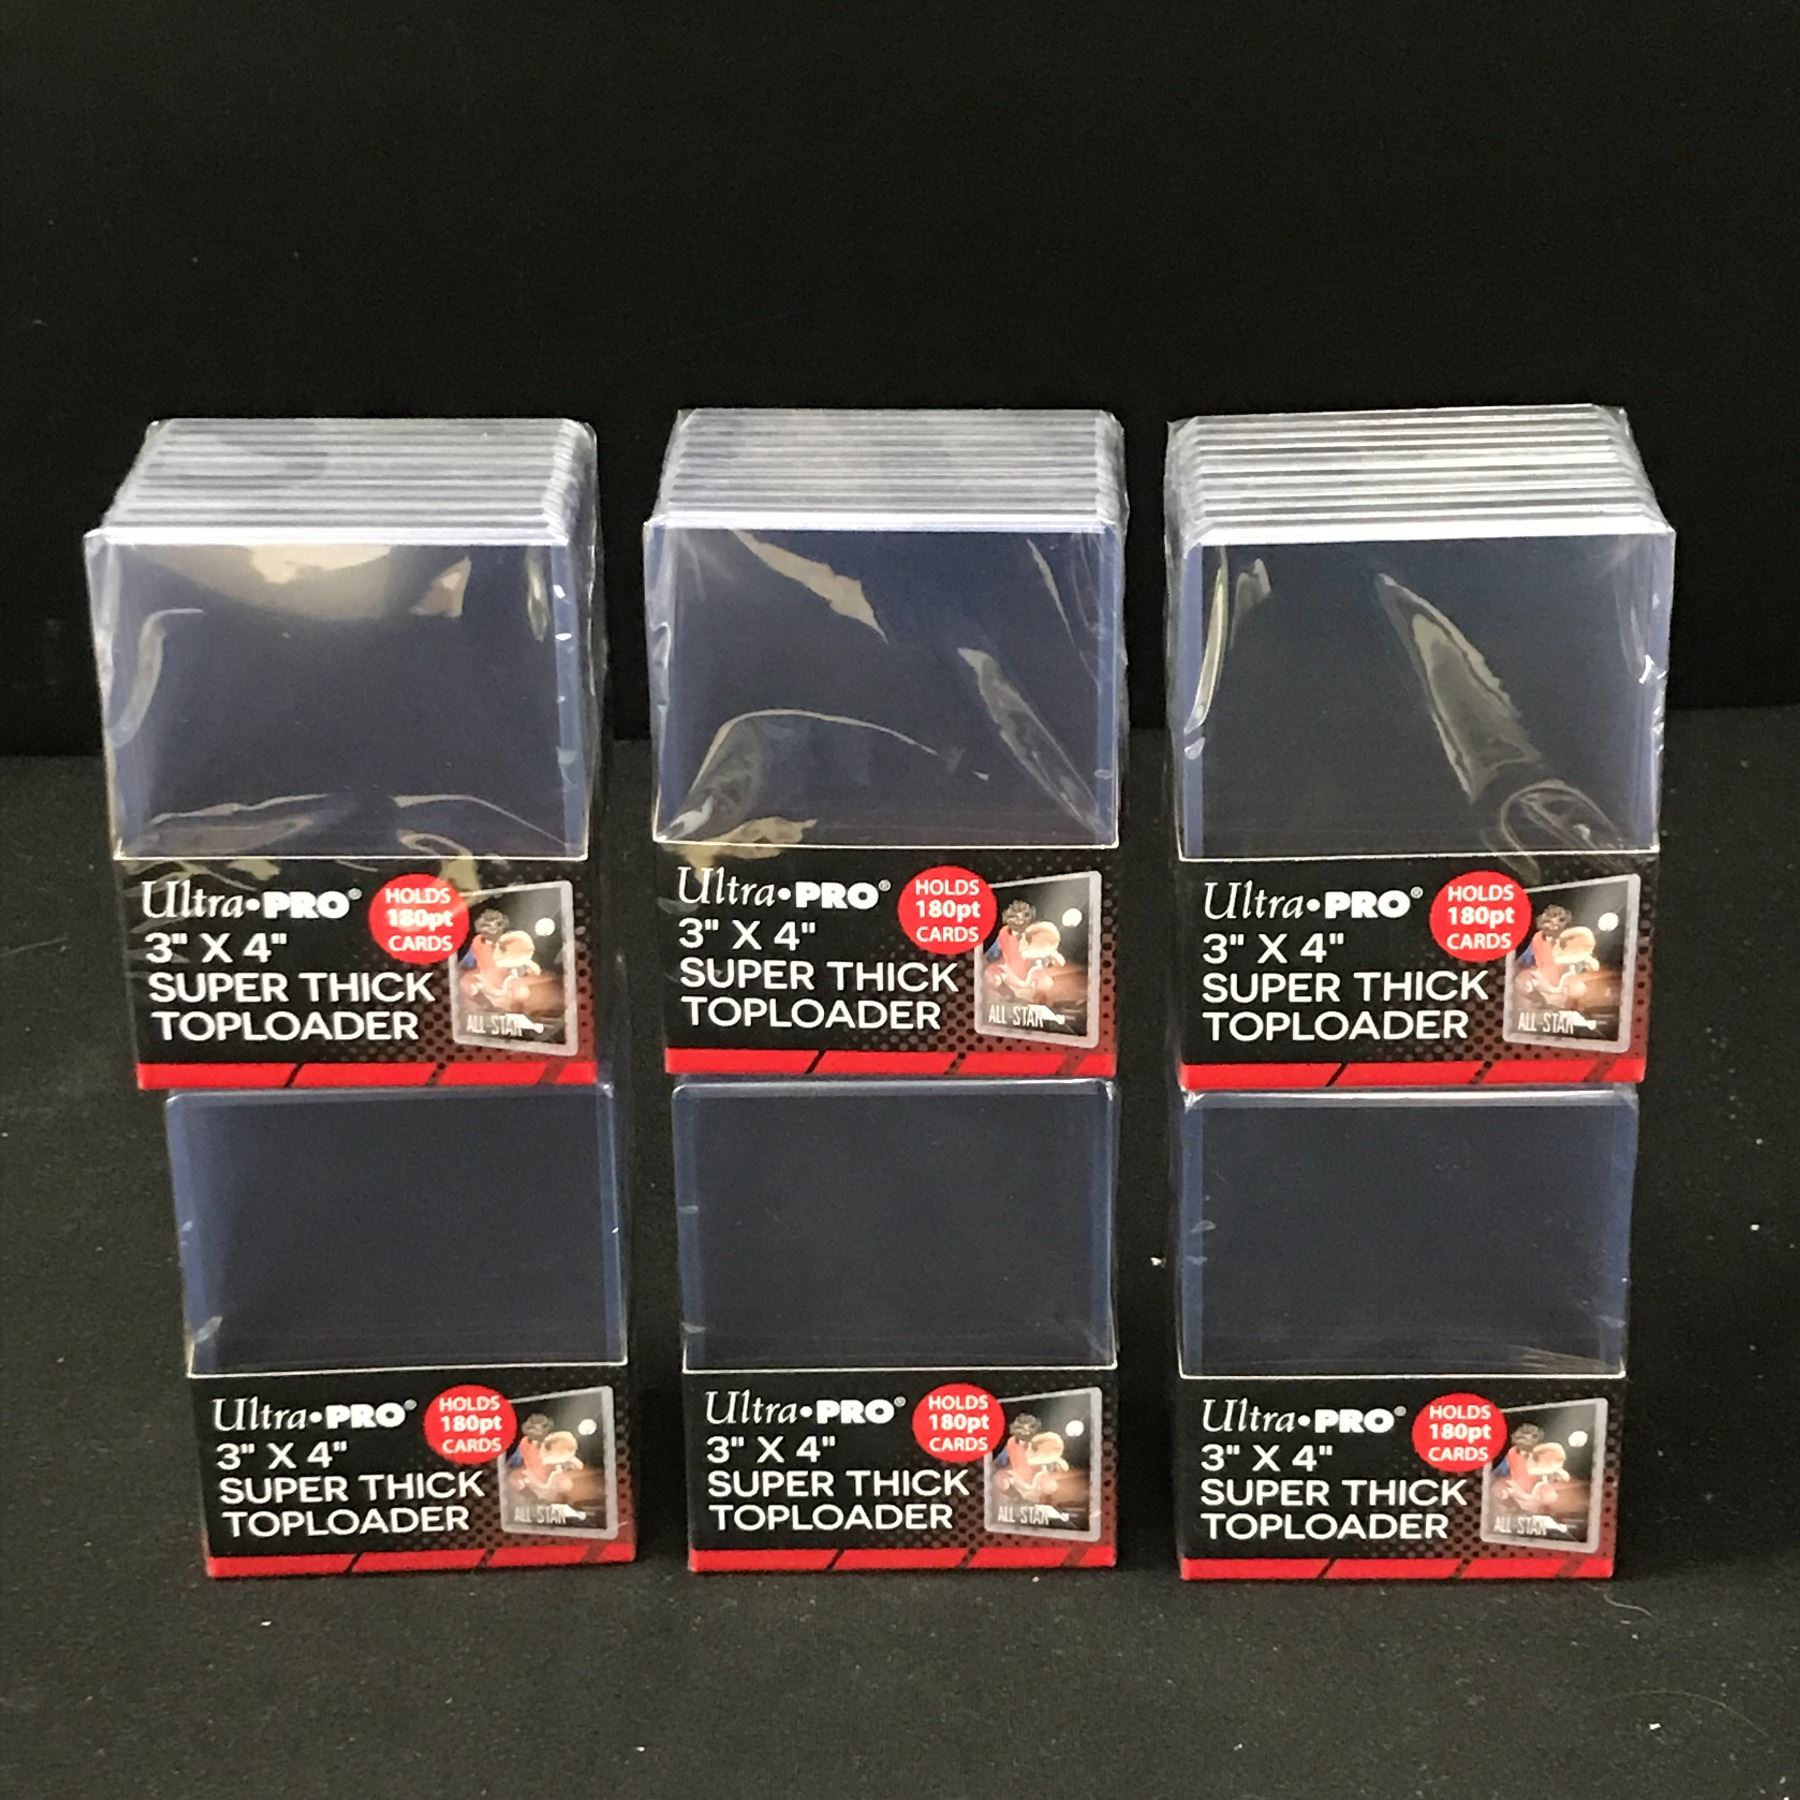 Ultra•PRO®
HOLDS
180pt
CARDS
3" X 4"
SUPER THICK
TOPLOADER
ALL-STAR
Ultra•PRO®
HOLDS
180pt
CARDS
3" X 4"
SUPER THICK
TOPLOADER
ALL-STAR
Ultra•PRO®
HOLDS
180pt
CARDS
3" X 4"
SUPER THICK
TOPLOADER
ALL-STAR
Ultra•PRO®
HOLDS
180pt
CARDS
3" X 4"
SUPER THICK
TOPLOADER
ALL-STAR
Ultra•PRO®
HOLDS
180pt
CARDS
3" X 4"
SUPER THICK
TOPLOADER
ALL-STAR
Ultra•PRO®
HOLDS
180pt
CARDS
3" X 4"
SUPER THICK
TOPLOADER
ALL-STAR